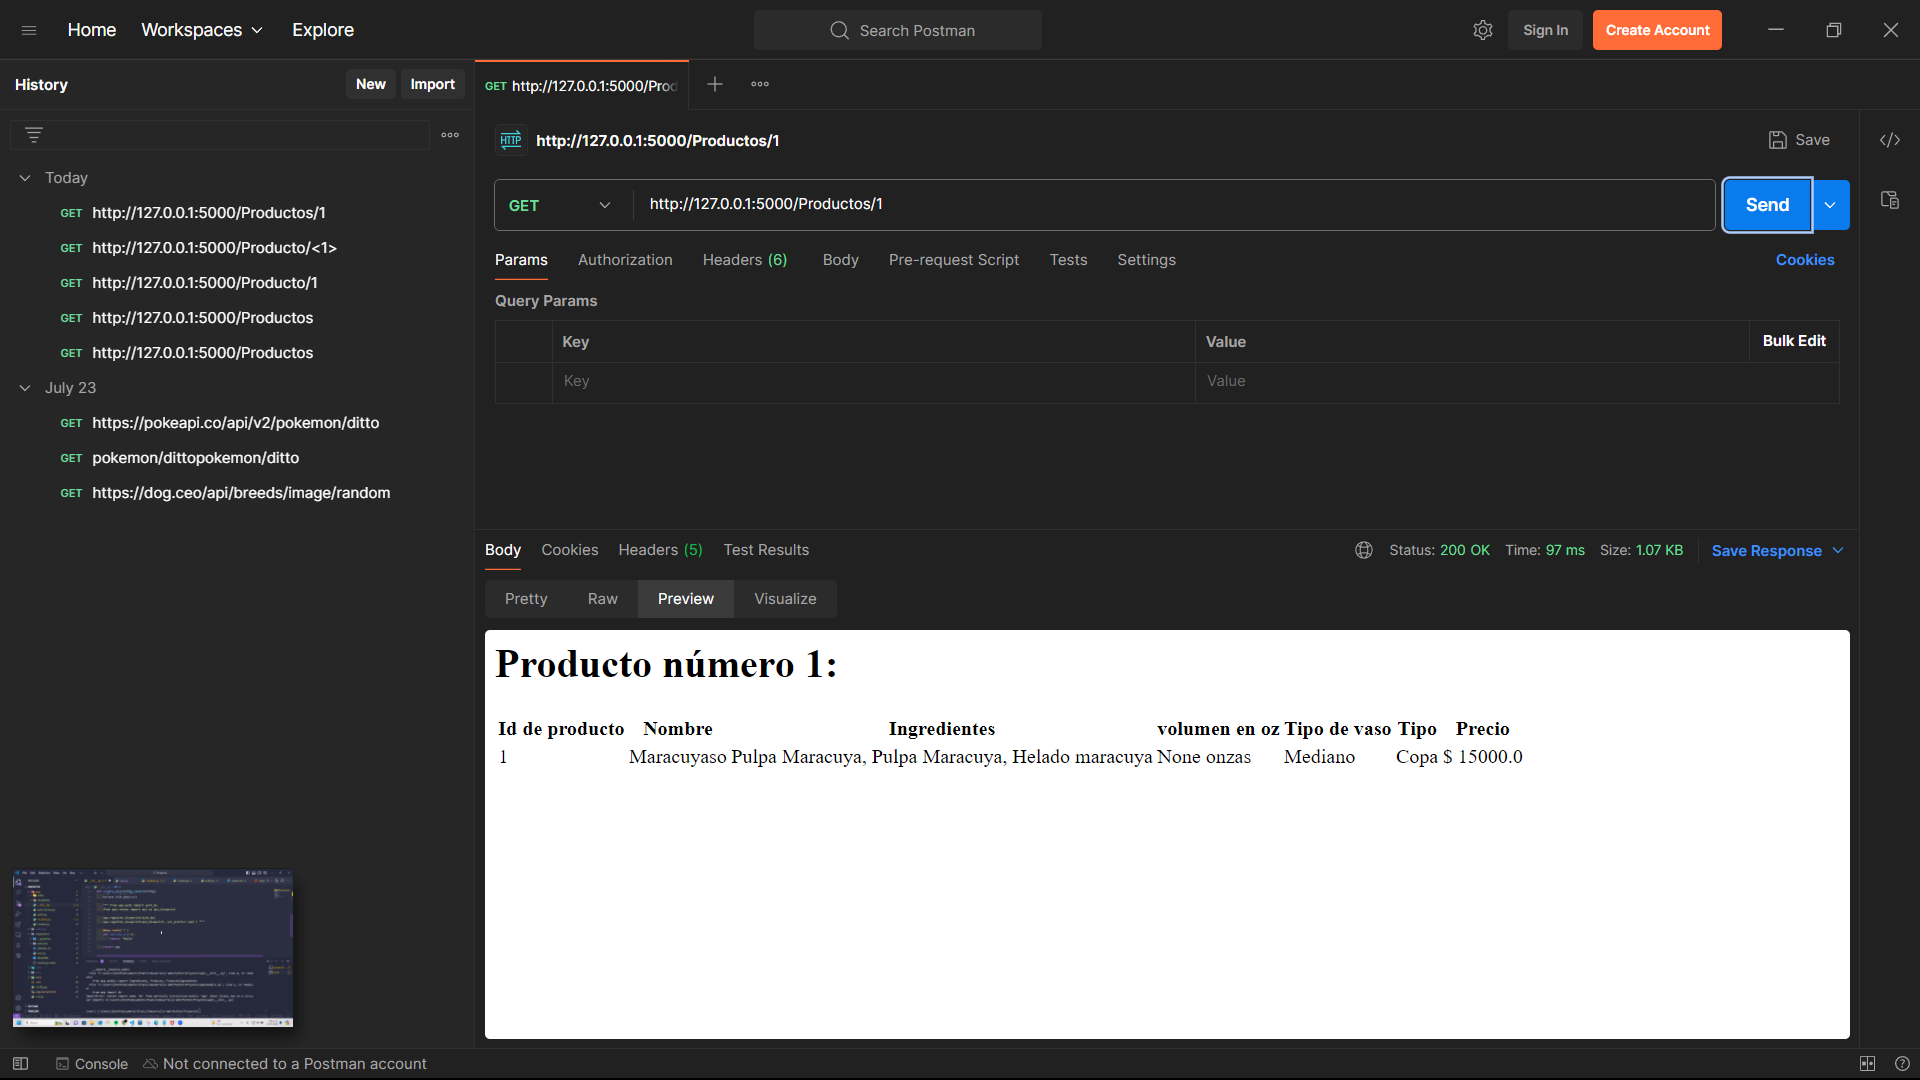 Home Workspaces Explore Search Postman Sign In Create Account
History New Import
GET http://127.0.0.1:5000/Prod
http://127.0.0.1:5000/Productos/1 Save
Today
GET http://127.0.0.1:5000/Productos/1
GET http://127.0.0.1:5000/Producto/<1>
GET http://127.0.0.1:5000/Producto/1
GET http://127.0.0.1:5000/Productos
GET http://127.0.0.1:5000/Productos
July 23
GET https://pokeapi.co/api/v2/pokemon/ditto
GET pokemon/dittopokemon/ditto
GET https://dog.ceo/api/breeds/image/random
GET http://127.0.0.1:5000/Productos/1 Send
Params Authorization Headers (6) Body Pre-request Script Tests Settings Cookies
Query Params
Key Value Bulk Edit
Key Value
Body Cookies Headers (5) Test Results Status: 200 OK Time: 97 ms Size: 1.07 KB Save Response
Pretty Raw Preview Visualize
Producto número 1:
Id de producto Nombre Ingredientes volumen en oz Tipo de vaso Tipo Precio
1 Maracuyaso Pulpa Maracuya, Pulpa Maracuya, Helado maracuya None onzas Mediano Copa $ 15000.0
Console Not connected to a Postman account